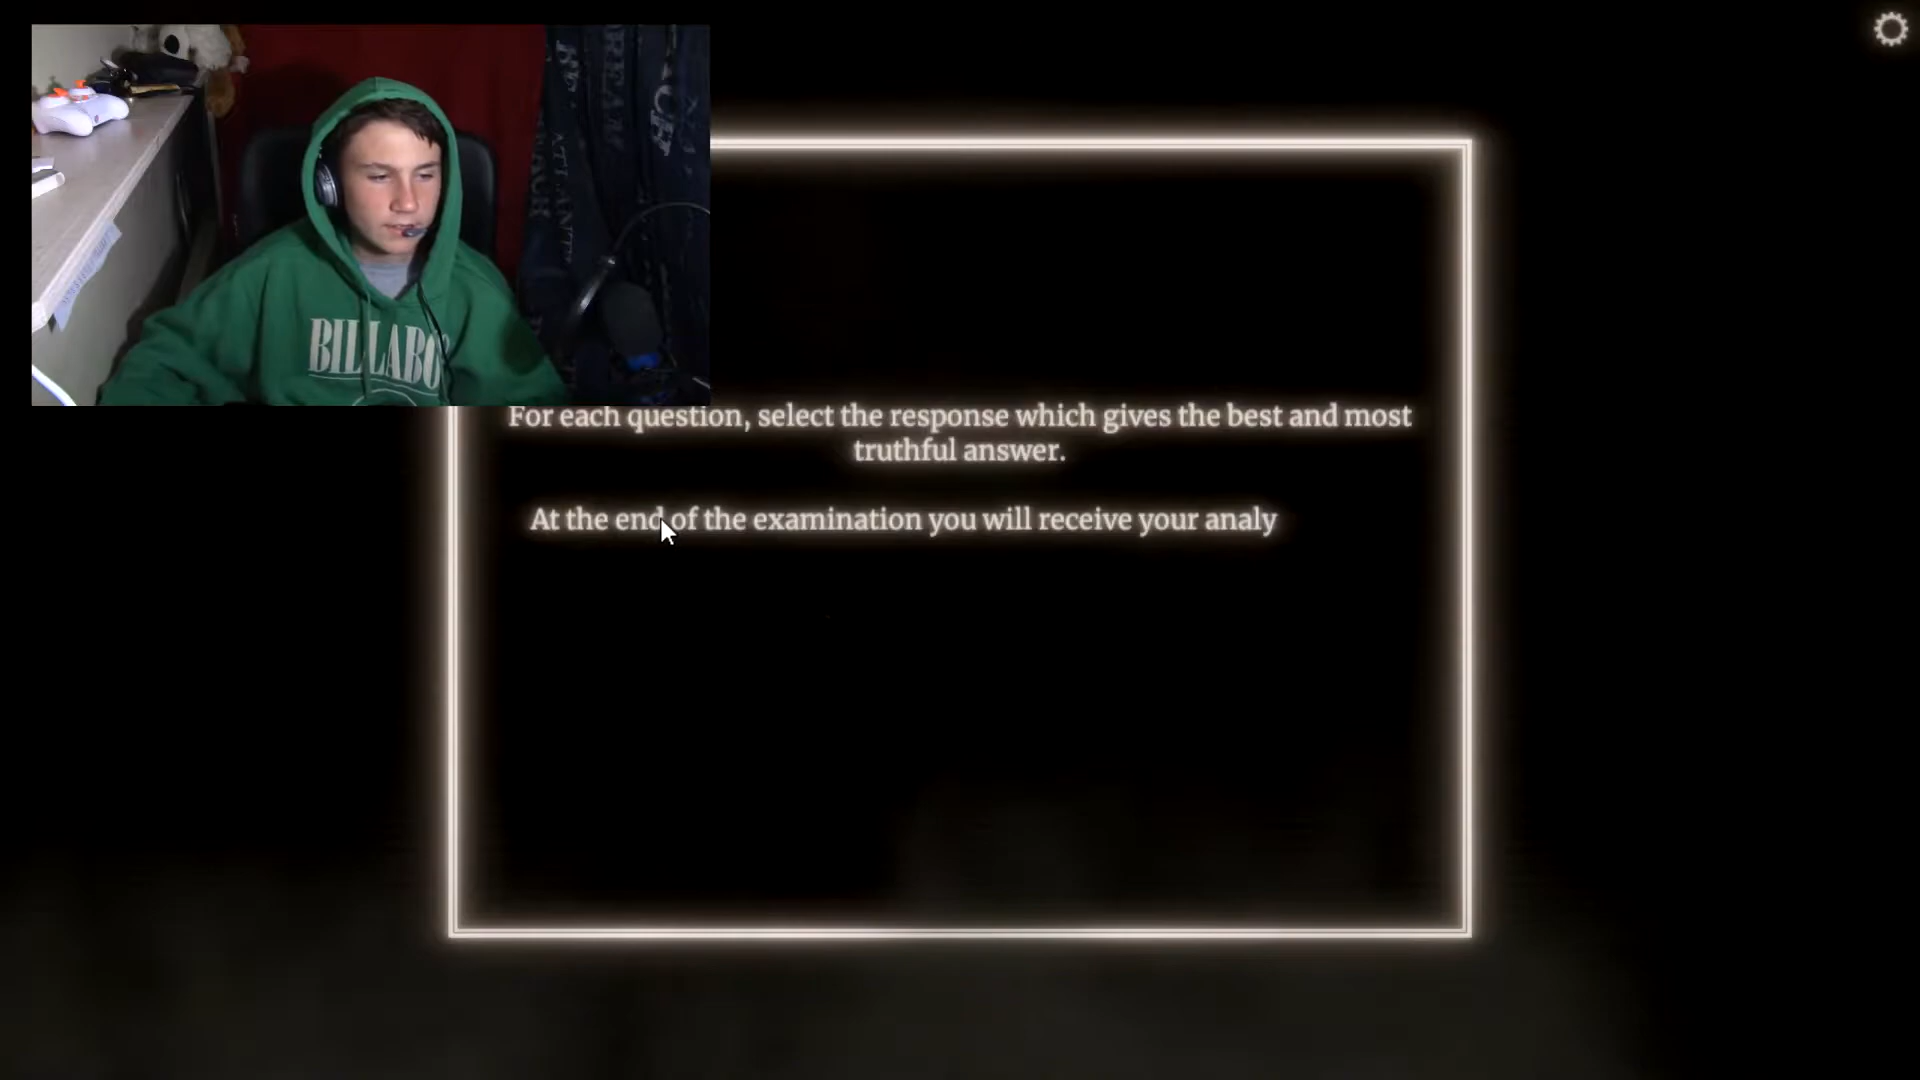 BILLABO
For each question, select the response which gives the best and most
truthful answer.
At the end of the examination you will receive your analy